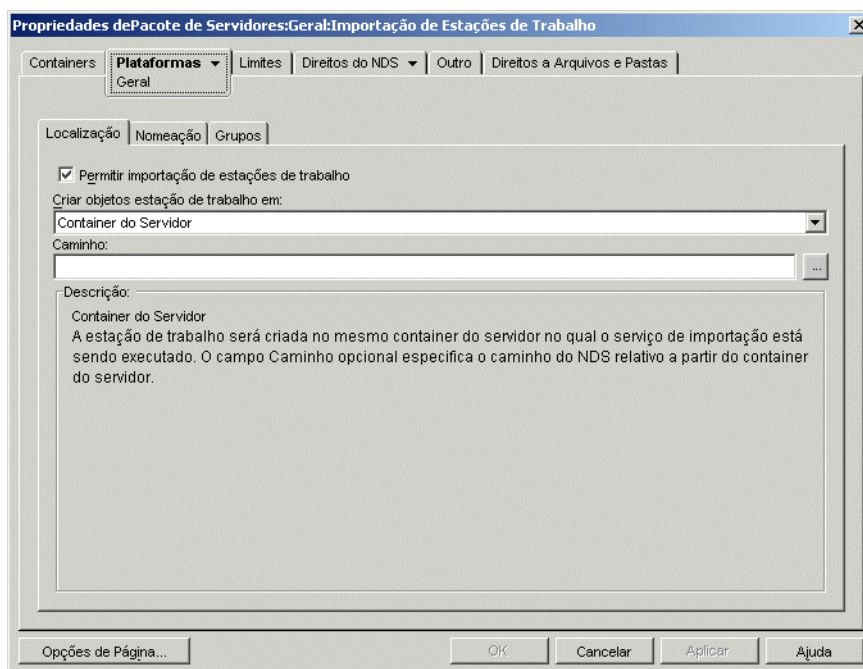 Propriedades dePacote de Servidores:Geral:Importação de Estações de Trabalho
Containers Plataformas Limites Direitos do NDS Outro Direitos a Arquivos e Pastas
Geral
Localização Nomeação Grupos
Permitir importação de estações de trabalho
Criar objetos estação de trabalho em:
Container do Servidor
Caminho:
...
Descrição:
Container do Servidor
A estação de trabalho será criada no mesmo container do servidor no qual o serviço de importação está
sendo executado. O campo Caminho opcional especifica o caminho do NDS relativo a partir do container
do servidor.
Opções de Página... OK Cancelar Aplicar Ajuda